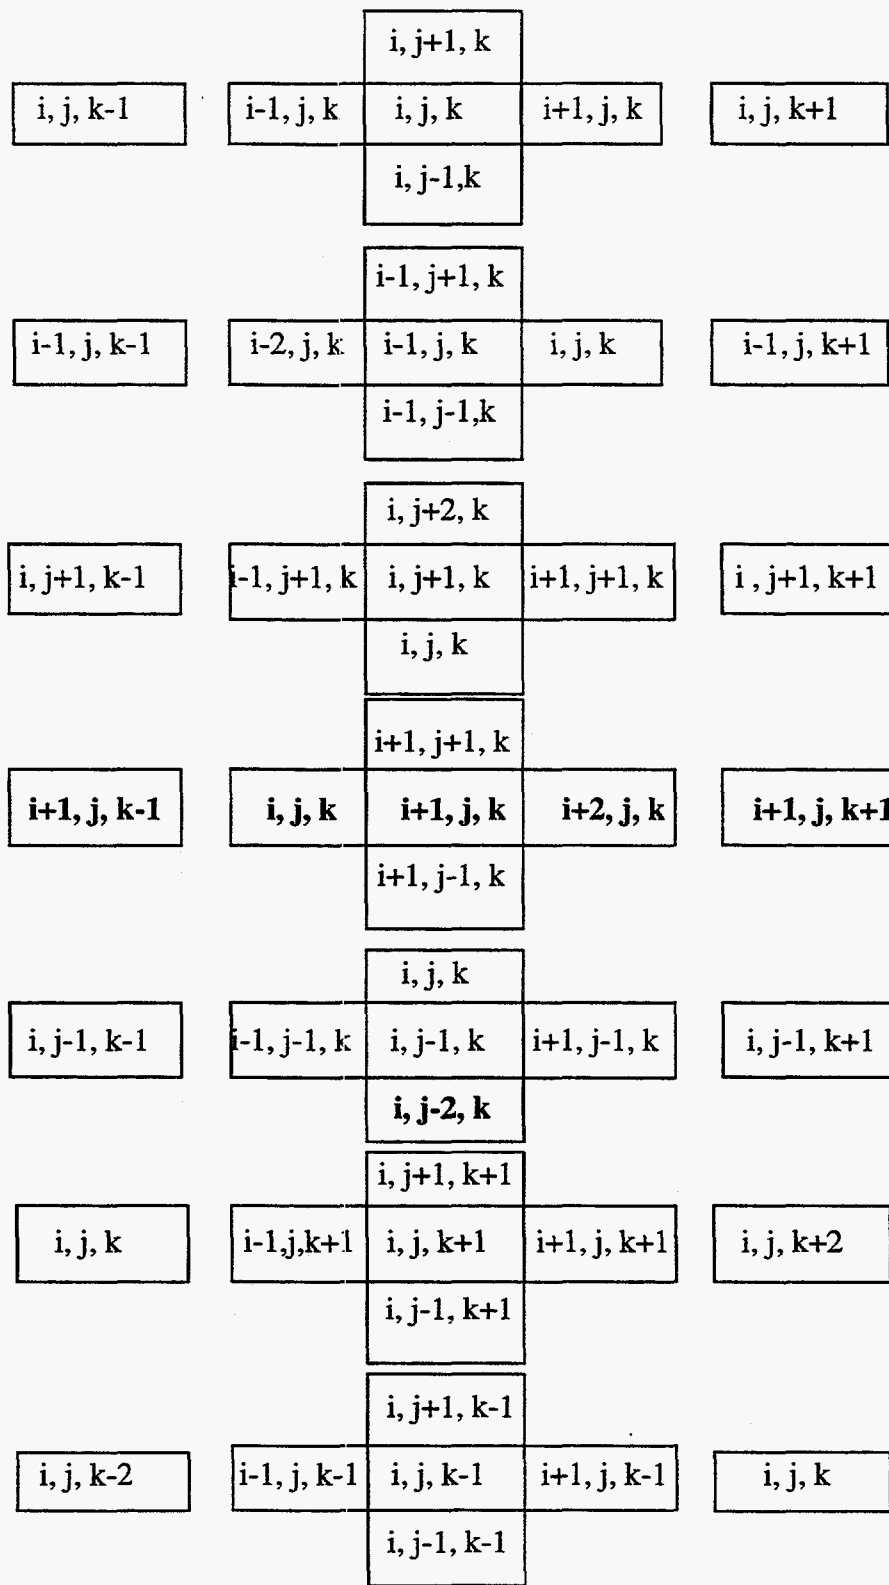 i, j+1, k
i, j, k-1 i-1, j, k i, j, k i+1, j, k i, j, k+1
i, j-1,k
i-1, j+1, k
i-1, j, k-1 i-2, j, k i-1, j, k i, j, k i-1, j, k+1
i-1, j-1,k
i, j+2, k
i, j+1, k-1 i-1, j+1, k i, j+1, k i+1, j+1, k i , j+1, k+1
i, j, k
i+1, j+1, k
i+1, j, k-1 i, j, k i+1, j, k i+2, j, k i+1, j, k+1
i+1, j-1, k
i, j, k
i, j-1, k-1 i-1, j-1, k i, j-1, k i+1, j-1, k i, j-1, k+1
i, j-2, k
i, j+1, k+1
i, j, k i-1,j,k+1 i, j, k+1 i+1, j, k+1 i, j, k+2
i, j-1, k+1
i, j+1, k-1
i, j, k-2 i-1, j, k-1 i, j, k-1 i+1, j, k-1 i, j, k
i, j-1, k-1